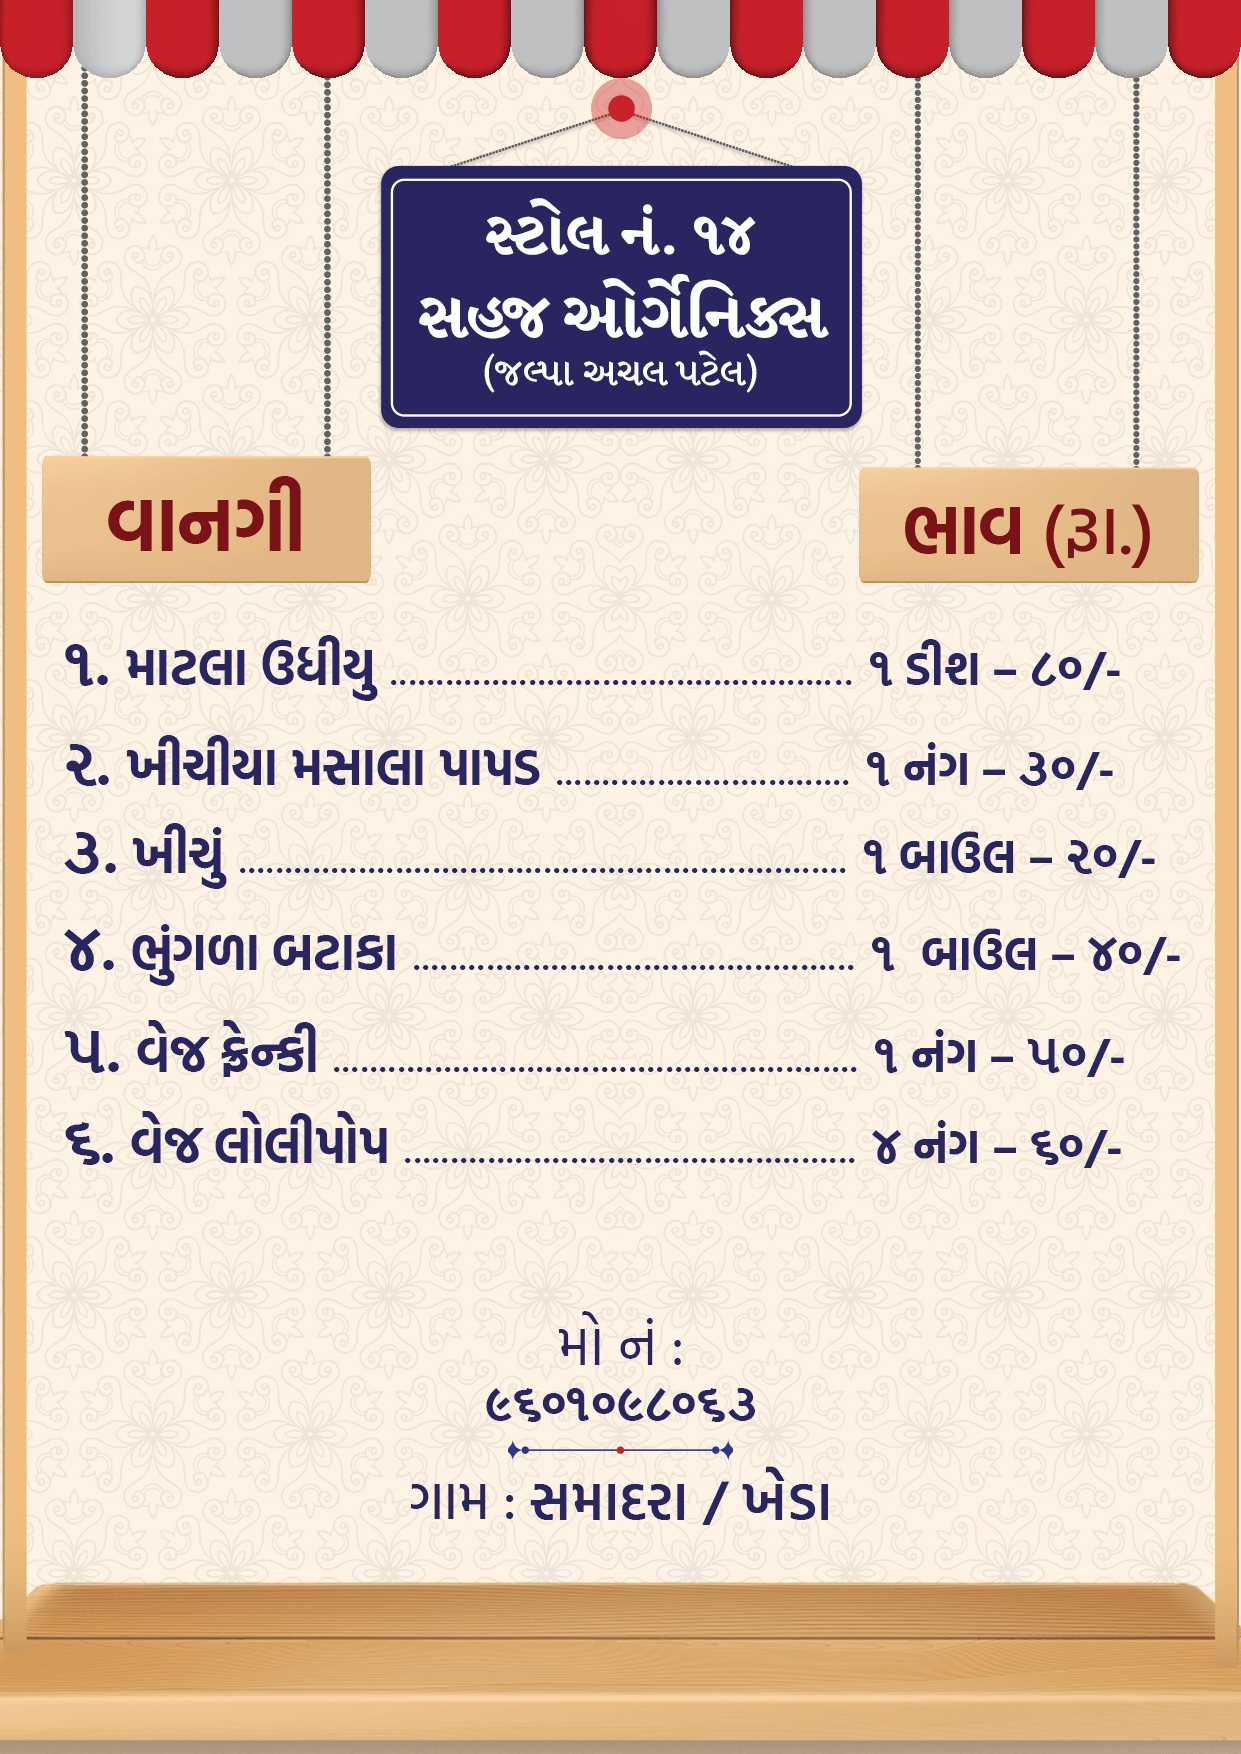 સ્ટોલ નં. ૧૪
સહજ ઓર્ગેનિક્સ
(જલ્પા અચલ પટેલ)
વાનગી ભાવ (રૂા.)
૧. માટલા ઉંધીયુ ........................................ ૧ ડીશ – ૮૦/-
૨. ખીચીયા મસાલા પાપડ ......................... ૧ નંગ – ૩૦/-
૩. ખીચું .................................................... ૧ બાઉલ – ૨૦/-
૪. ભુંગળા બટાકા ...................................... ૧ બાઉલ – ૪૦/-
૫. વેજ ફ્રેન્કી ............................................. ૧ નંગ – ૫૦/-
૬. વેજ લોલીપોપ ....................................... ૪ નંગ – ૬૦/-
મો નં :
૯૬૦૧૦૯૮૦૬૩
ગામ : સમાદરા / ખેડા